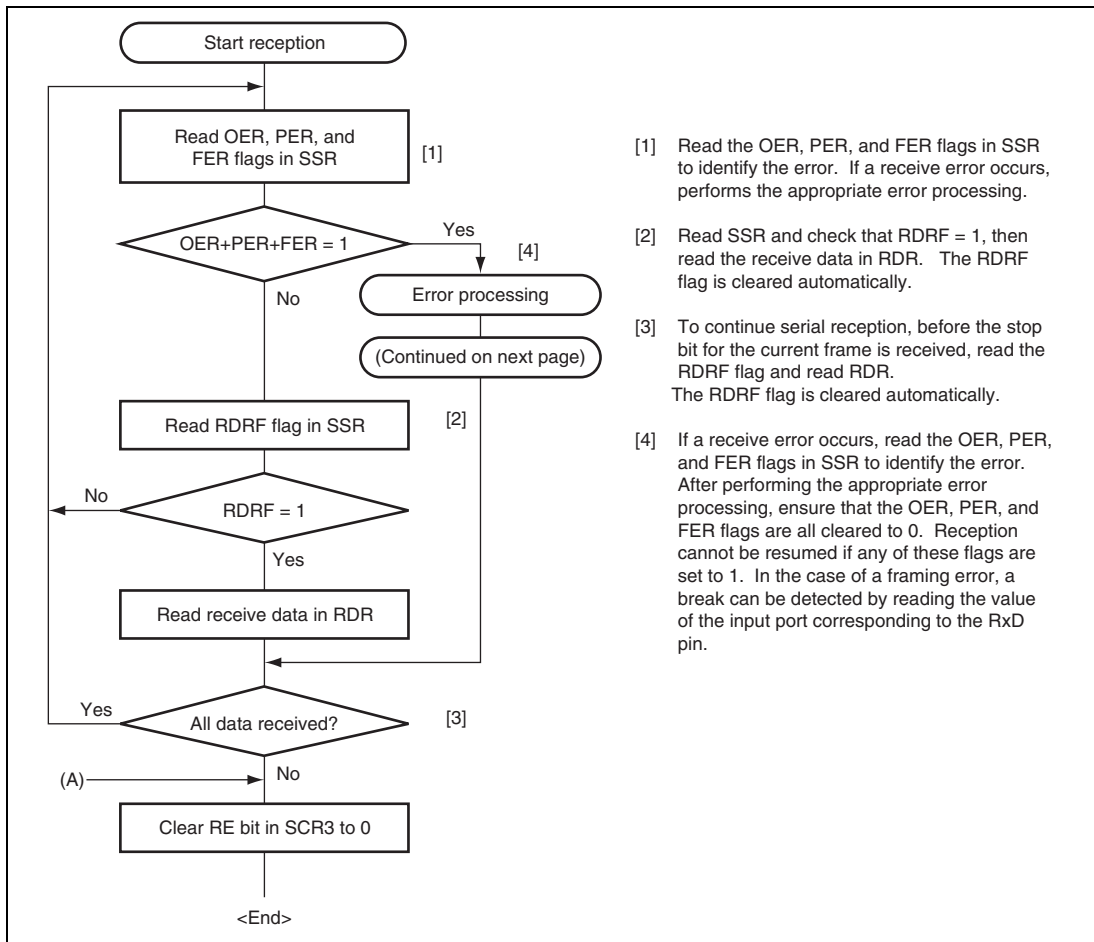 Start reception
Read OER, PER, and
FER flags in SSR
[1]
OER+PER+FER = 1
Yes
[4]
No
Error processing
(Continued on next page)
Read RDRF flag in SSR
[2]
No
RDRF = 1
Yes
Read receive data in RDR
Yes
All data received?
[3]
(A)
No
Clear RE bit in SCR3 to 0
<End>
[1] Read the OER, PER, and FER flags in SSR
to identify the error. If a receive error occurs,
performs the appropriate error processing.
[2] Read SSR and check that RDRF = 1, then
read the receive data in RDR. The RDRF
flag is cleared automatically.
[3] To continue serial reception, before the stop
bit for the current frame is received, read the
RDRF flag and read RDR.
The RDRF flag is cleared automatically.
[4] If a receive error occurs, read the OER, PER,
and FER flags in SSR to identify the error.
After performing the appropriate error
processing, ensure that the OER, PER, and
FER flags are all cleared to 0. Reception
cannot be resumed if any of these flags are
set to 1. In the case of a framing error, a
break can be detected by reading the value
of the input port corresponding to the RxD
pin.